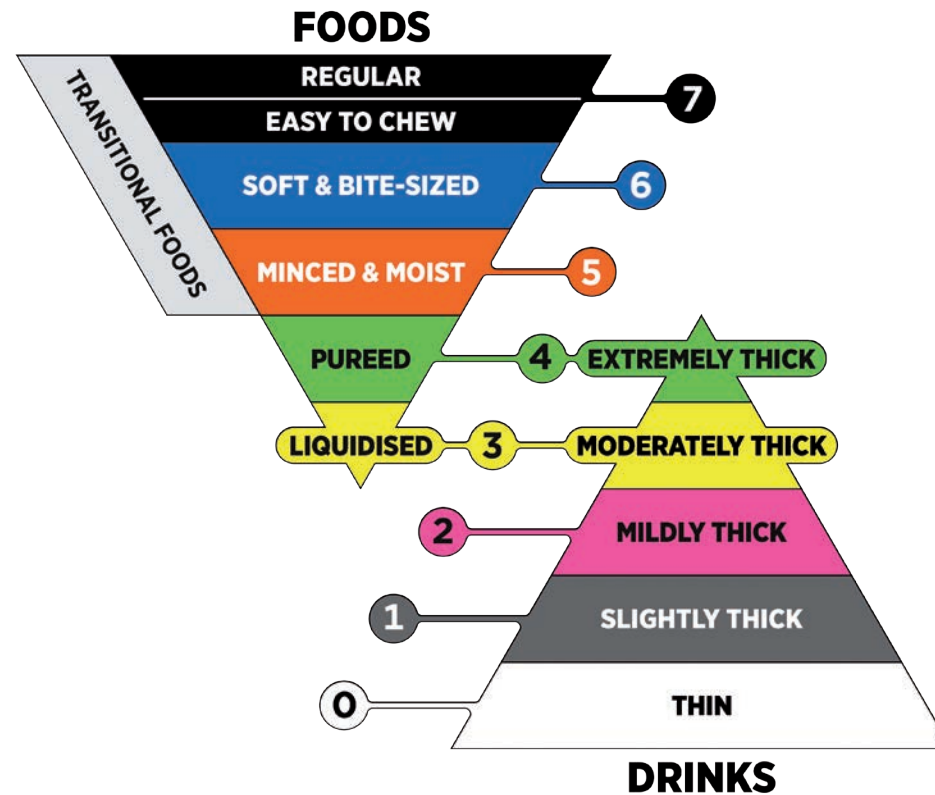 FOODS
TRANSITIONAL FOODS
REGULAR
7
EASY TO CHEW
SOFT & BITE-SIZED
6
MINCED & MOIST
5
PUREED
4
EXTREMELY THICK
LIQUIDISED
3
MODERATELY THICK
2
MILDLY THICK
1
SLIGHTLY THICK
0
THIN
DRINKS